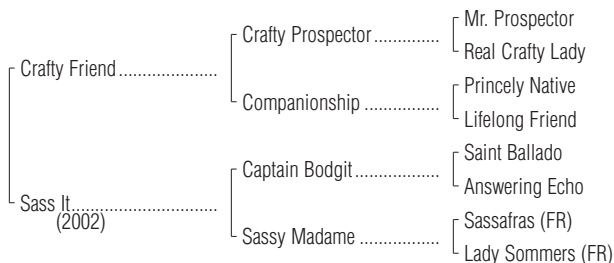 Mr. Prospector
Crafty Prospector
Real Crafty Lady
Crafty Friend
Princely Native
Companionship
Lifelong Friend
Saint Ballado
Captain Bodgit
Answering Echo
Sass It
(2002)
Sassafras (FR)
Sassy Madame
Lady Sommers (FR)